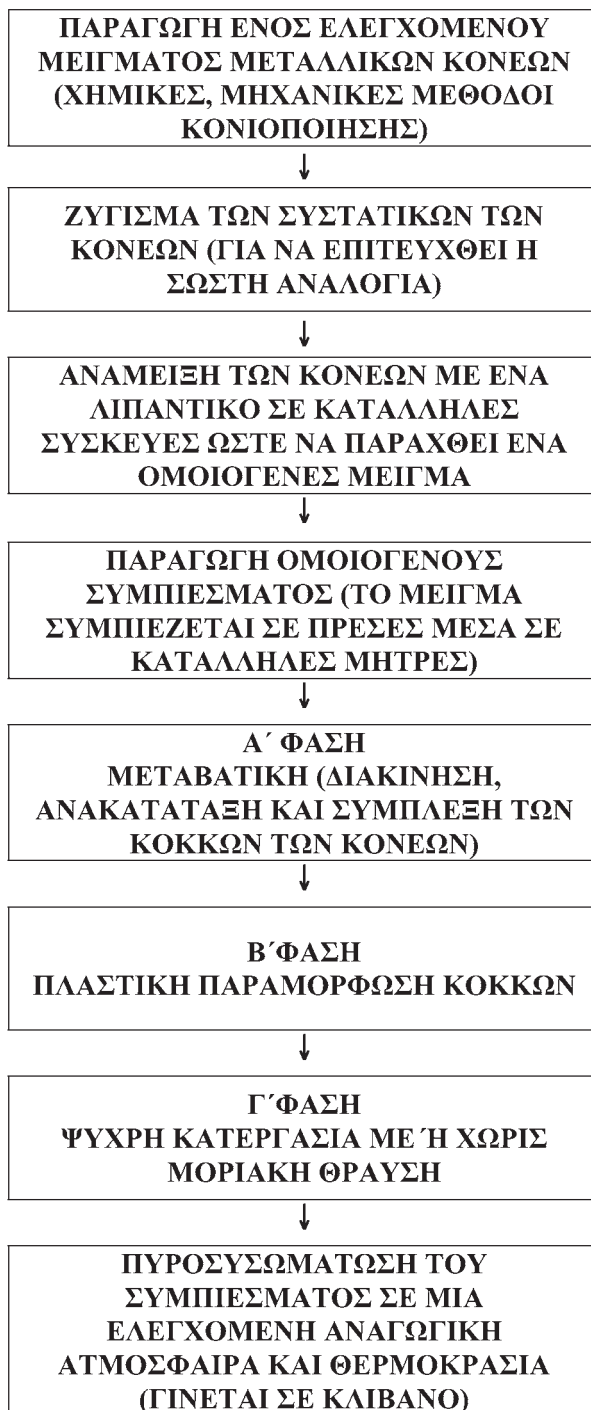 ΠΑΡΑΓΩΓΗ ΕΝΟΣ ΕΛΕΓΧΟΜΕΝΟΥ
ΜΕΙΓΜΑΤΟΣ ΜΕΤΑΛΛΙΚΩΝ ΚΟΝΕΩΝ
(ΧΗΜΙΚΕΣ, ΜΗΧΑΝΙΚΕΣ ΜΕΘΟΔΟΙ
ΚΟΝΙΟΠΟΙΗΣΗΣ)
↓
ΖΥΓΙΣΜΑ ΤΩΝ ΣΥΣΤΑΤΙΚΩΝ ΤΩΝ
ΚΟΝΕΩΝ (ΓΙΑ ΝΑ ΕΠΙΤΕΥΧΘΕΙ Η
ΣΩΣΤΗ ΑΝΑΛΟΓΙΑ)
↓
ΑΝΑΜΕΙΞΗ ΤΩΝ ΚΟΝΕΩΝ ΜΕ ΕΝΑ
ΛΙΠΑΝΤΙΚΟ ΣΕ ΚΑΤΑΛΛΗΛΕΣ
ΣΥΣΚΕΥΕΣ ΩΣΤΕ ΝΑ ΠΑΡΑΧΘΕΙ ΕΝΑ
ΟΜΟΙΟΓΕΝΕΣ ΜΕΙΓΜΑ
↓
ΠΑΡΑΓΩΓΗ ΟΜΟΙΟΓΕΝΟΥΣ
ΣΥΜΠΙΕΣΜΑΤΟΣ (ΤΟ ΜΕΙΓΜΑ
ΣΥΜΠΙΕΖΕΤΑΙ ΣΕ ΠΡΕΣΕΣ ΜΕΣΑ ΣΕ
ΚΑΤΑΛΛΗΛΕΣ ΜΗΤΡΕΣ)
↓
Α΄ ΦΑΣΗ
ΜΕΤΑΒΑΤΙΚΗ (ΔΙΑΚΙΝΗΣΗ,
ΑΝΑΚΑΤΑΤΑΞΗ ΚΑΙ ΣΥΜΠΛΕΞΗ ΤΩΝ
ΚΟΚΚΩΝ ΤΩΝ ΚΟΝΕΩΝ)
↓
Β΄ΦΑΣΗ
ΠΛΑΣΤΙΚΗ ΠΑΡΑΜΟΡΦΩΣΗ ΚΟΚΚΩΝ
↓
Γ΄ΦΑΣΗ
ΨΥΧΡΗ ΚΑΤΕΡΓΑΣΙΑ ΜΕ Ή ΧΩΡΙΣ
ΜΟΡΙΑΚΗ ΘΡΑΥΣΗ
↓
ΠΥΡΟΣΥΣΩΜΑΤΩΣΗ ΤΟΥ
ΣΥΜΠΙΕΣΜΑΤΟΣ ΣΕ ΜΙΑ
ΕΛΕΓΧΟΜΕΝΗ ΑΝΑΓΩΓΙΚΗ
ΑΤΜΟΣΦΑΙΡΑ ΚΑΙ ΘΕΡΜΟΚΡΑΣΙΑ
(ΓΙΝΕΤΑΙ ΣΕ ΚΛΙΒΑΝΟ)